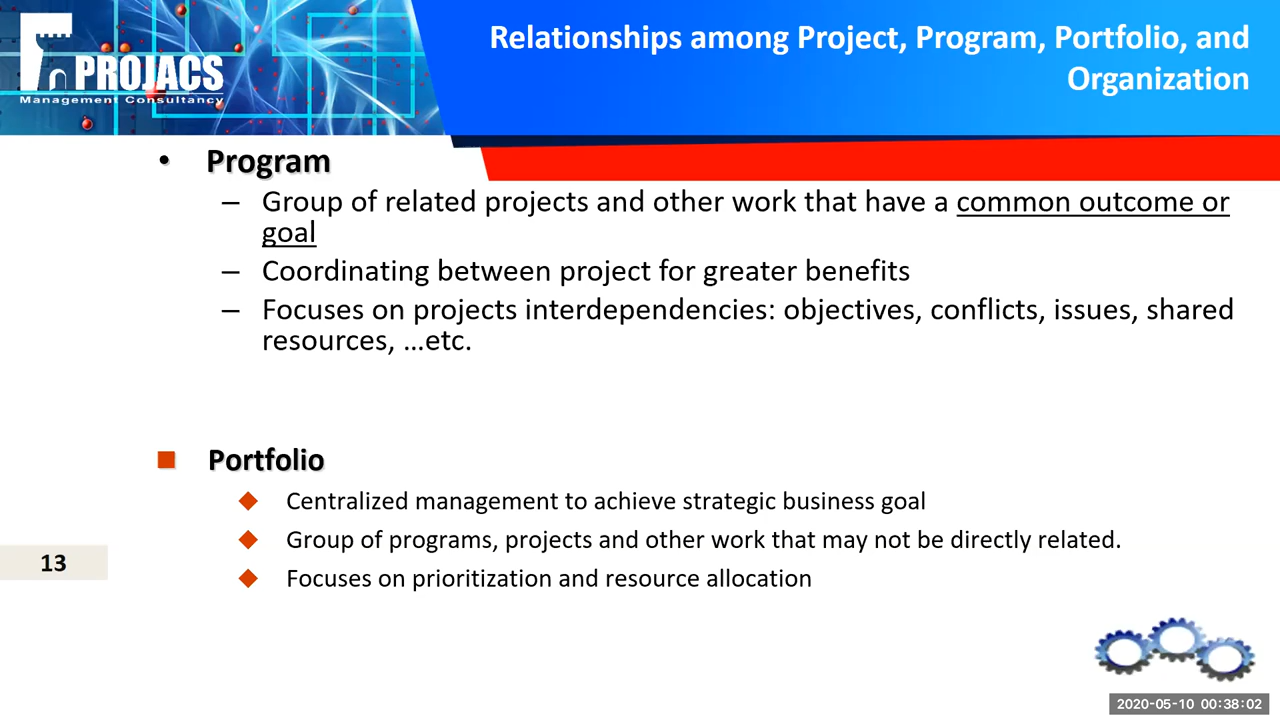 PROJACS
Management Consultancy
Relationships among Project, Program, Portfolio, and
Organization
• Program
– Group of related projects and other work that have a common outcome or
goal
– Coordinating between project for greater benefits
– Focuses on projects interdependencies: objectives, conflicts, issues, shared
resources, ...etc.
Portfolio
Centralized management to achieve strategic business goal
Group of programs, projects and other work that may not be directly related.
Focuses on prioritization and resource allocation
13
2020-05-10 00:38:02